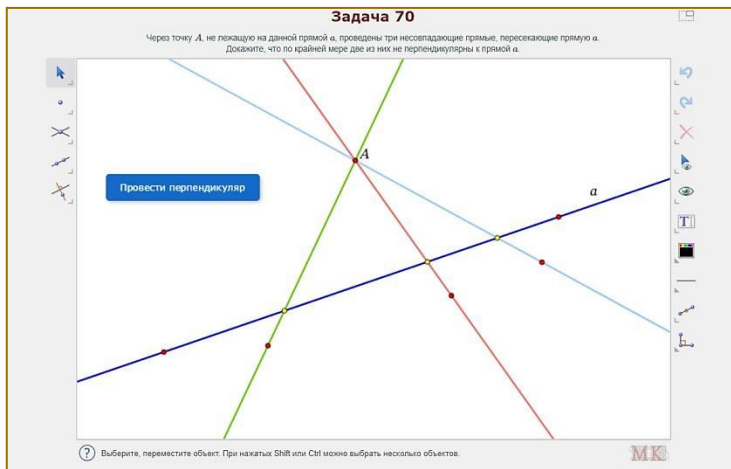 Задача 70
Через точку A, не лежащую на данной прямой a, проведены три несовпадающие прямые, пересекающие прямую a.
Докажите, что по крайней мере две из них не перпендикулярны к прямой a.
A
Провести перпендикуляр
a
T
? Выберите, переместите объект. При нажатых Shift или Ctrl можно выбрать несколько объектов.
МК